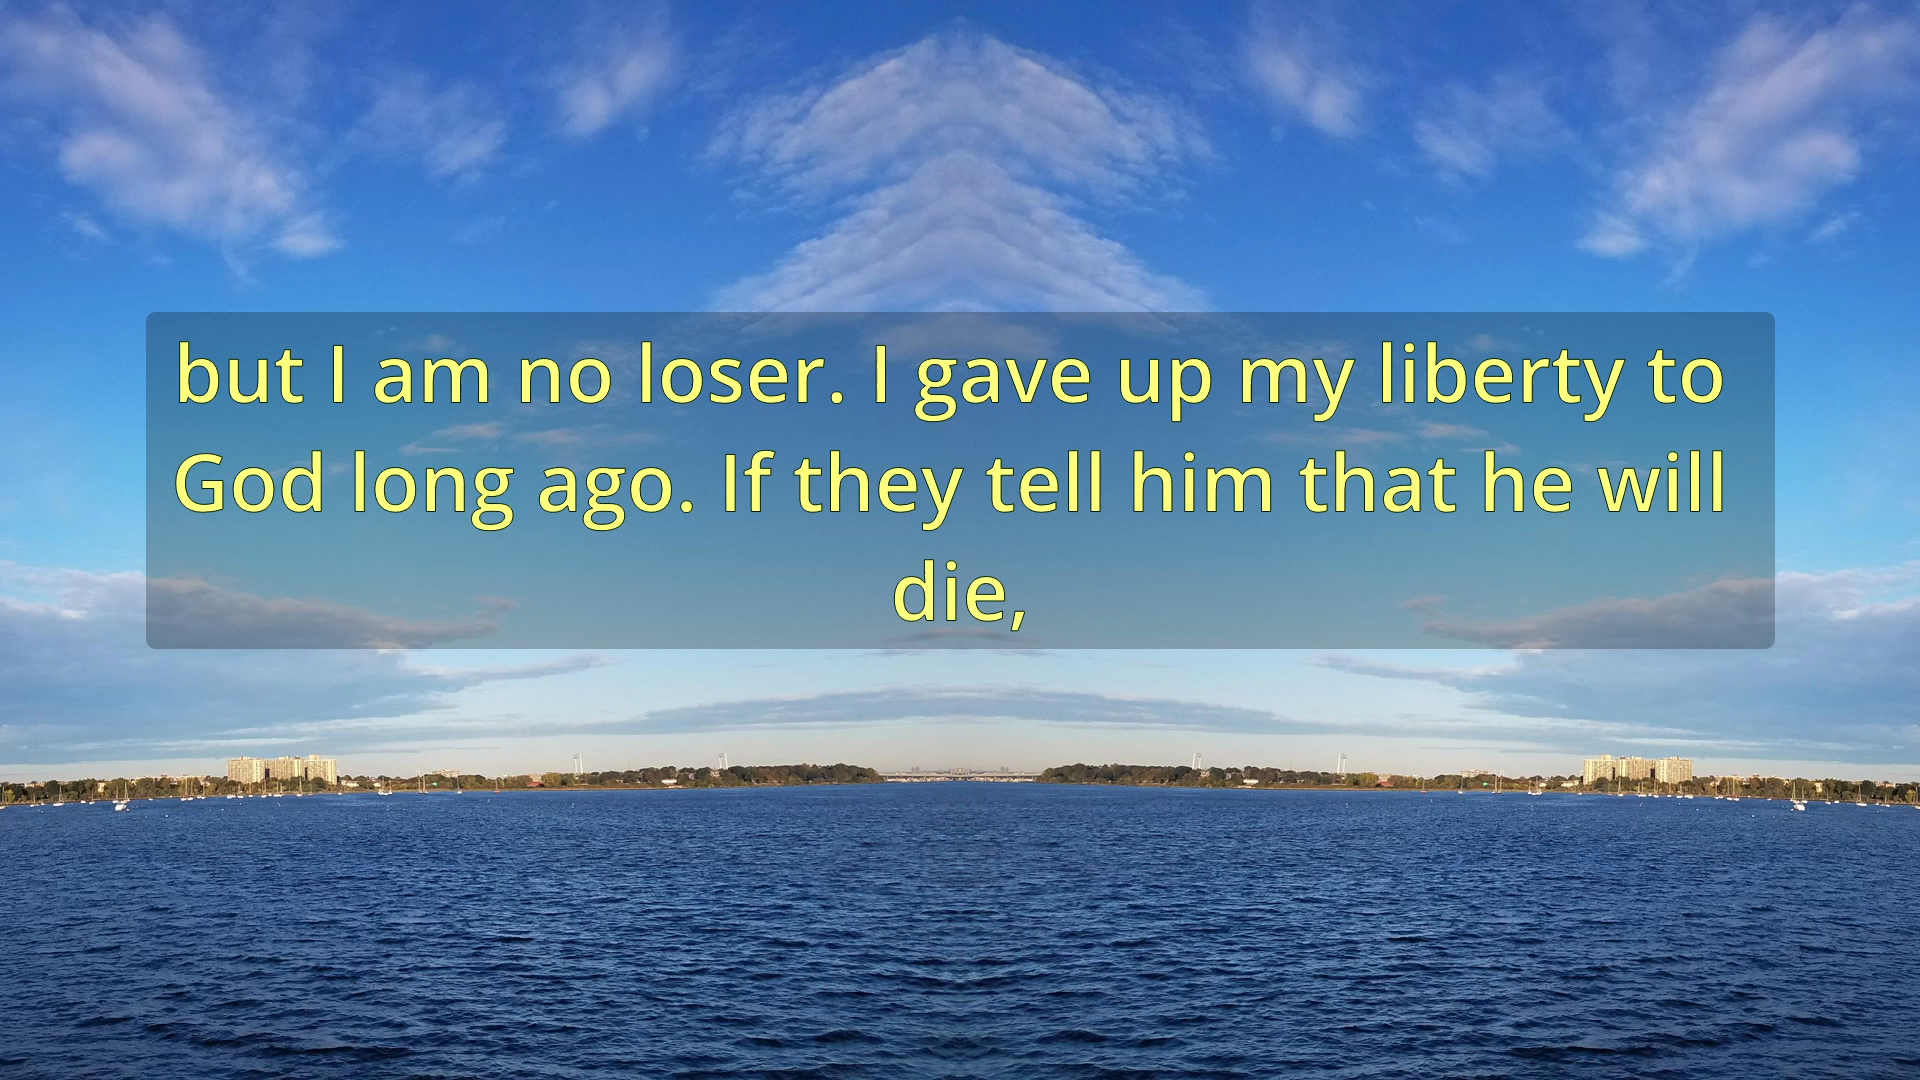 but I am no loser. I gave up my liberty to
God long ago. If they tell him that he will
die,